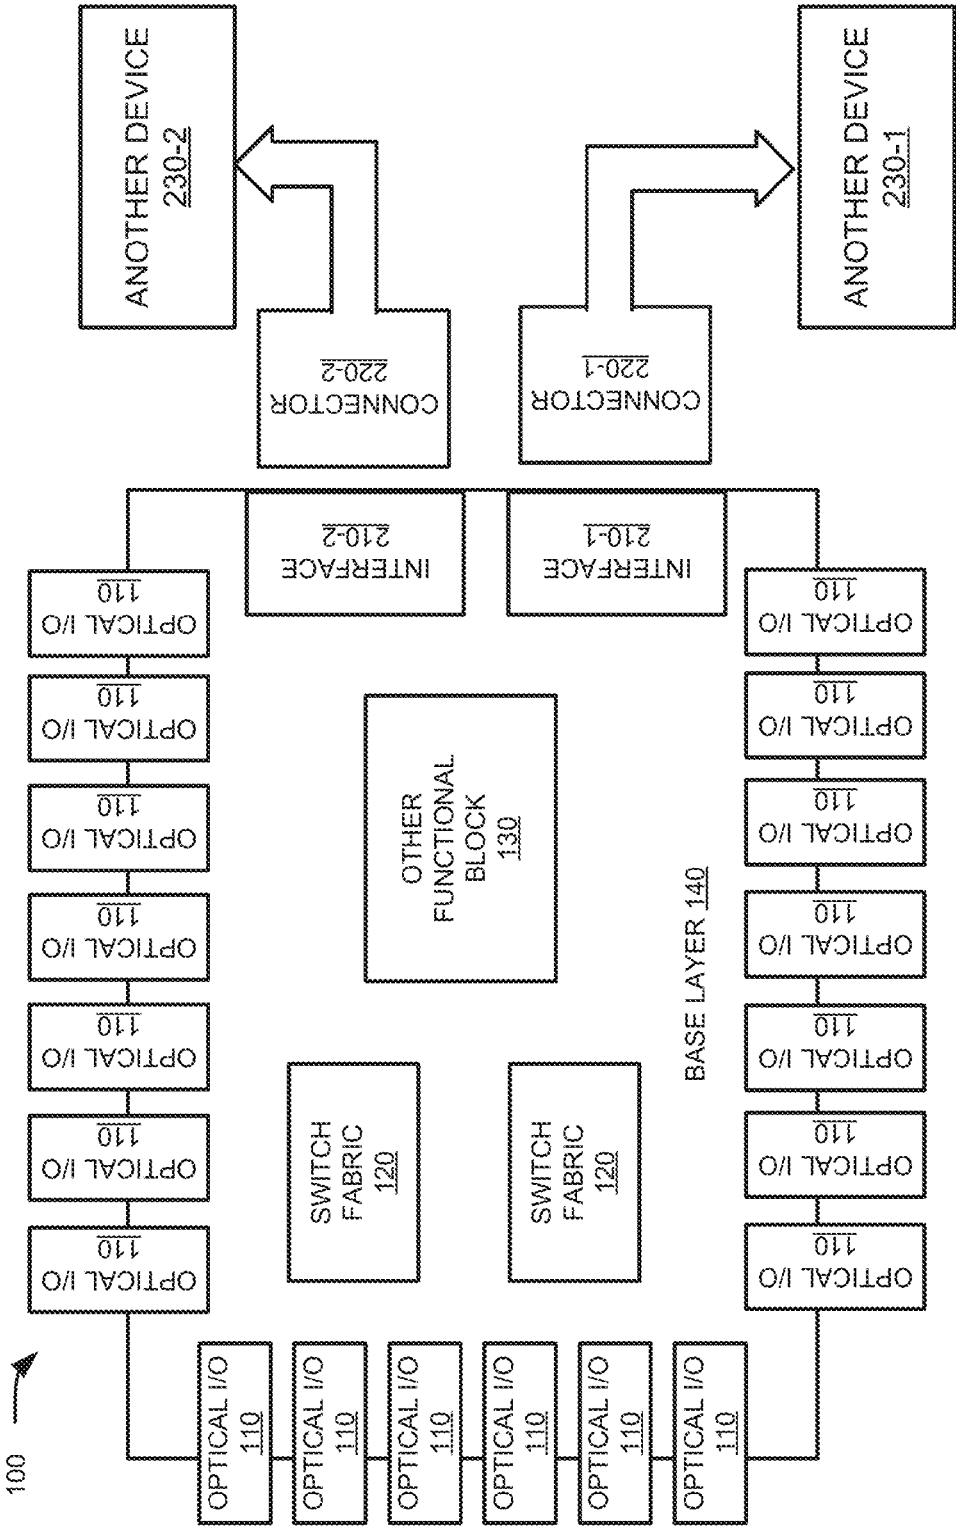 100
OPTICAL I/O
110
OPTICAL I/O
110
OPTICAL I/O
110
OPTICAL I/O
110
OPTICAL I/O
110
OPTICAL I/O
110
OPTICAL I/O
110
ANOTHER DEVICE
230-2
OPTICAL I/O
110
OPTICAL I/O
110
OPTICAL I/O
110
OPTICAL I/O
110
OPTICAL I/O
110
OPTICAL I/O
110
SWITCH
FABRIC
120
SWITCH
FABRIC
120
OTHER
FUNCTIONAL
BLOCK
130
INTERFACE
210-2
CONNECTOR
220-2
INTERFACE
210-1
CONNECTOR
220-1
BASE LAYER 140
OPTICAL I/O
110
OPTICAL I/O
110
OPTICAL I/O
110
OPTICAL I/O
110
OPTICAL I/O
110
OPTICAL I/O
110
OPTICAL I/O
110
ANOTHER DEVICE
230-1